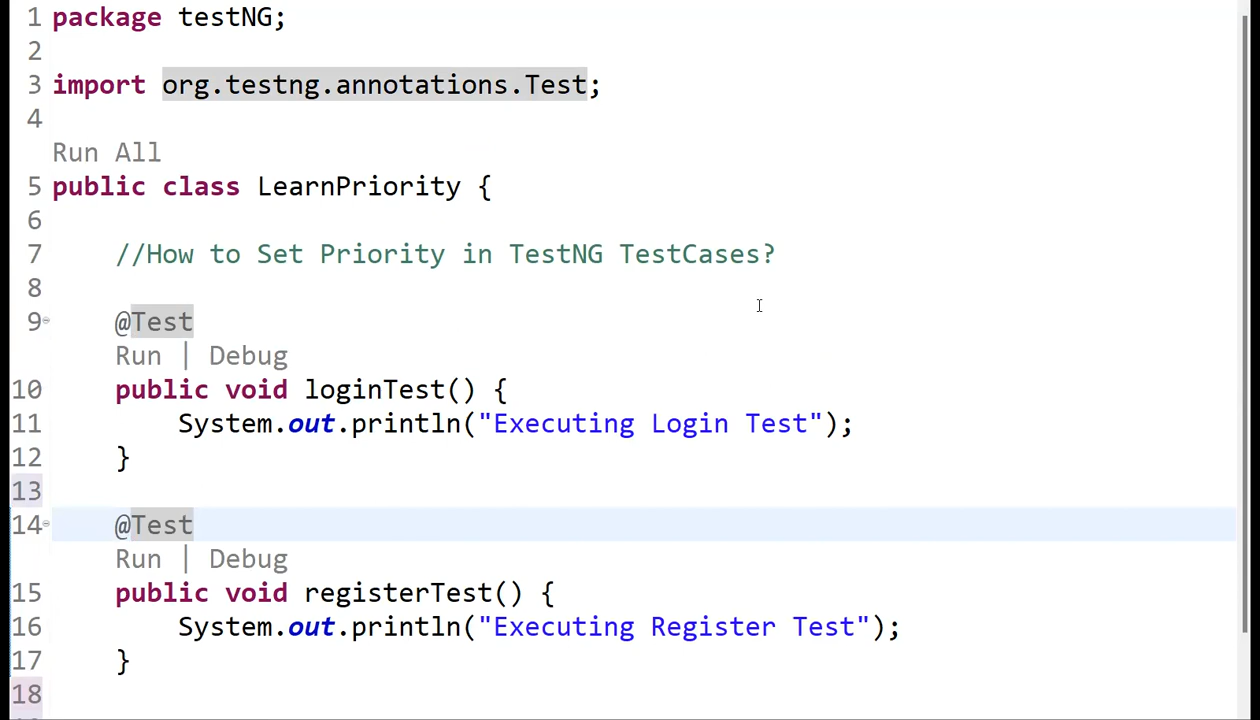 1 package testNG;
2
3 import org.testng.annotations.Test;
4
Run All
5 public class LearnPriority {
6
7 //How to Set Priority in TestNG TestCases?
8
9 @Test
Run | Debug
10 public void loginTest() {
11 System.out.println("Executing Login Test");
12 }
13
14 @Test
Run | Debug
15 public void registerTest() {
16 System.out.println("Executing Register Test");
17 }
18